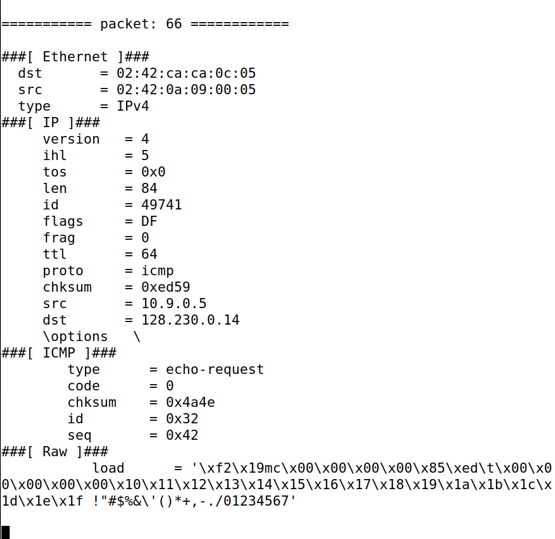 =========== packet: 66 ============
###[ Ethernet ]###
  dst       = 02:42:ca:ca:0c:05
  src       = 02:42:0a:09:00:05
  type      = IPv4
###[ IP ]###
     version   = 4
     ihl       = 5
     tos       = 0x0
     len       = 84
     id        = 49741
     flags     = DF
     frag      = 0
     ttl       = 64
     proto     = icmp
     chksum    = 0xed59
     src       = 10.9.0.5
     dst       = 128.230.0.14
     \options   \
###[ ICMP ]###
        type      = echo-request
        code      = 0
        chksum    = 0x4a4e
        id        = 0x32
        seq       = 0x42
###[ Raw ]###
           load      = '\xf2\x19mc\x00\x00\x00\x00\x85\xed\t\x00\x0
0\x00\x00\x00\x10\x11\x12\x13\x14\x15\x16\x17\x18\x19\x1a\x1b\x1c\x
1d\x1e\x1f !"#$%&\'()*+,-./01234567'